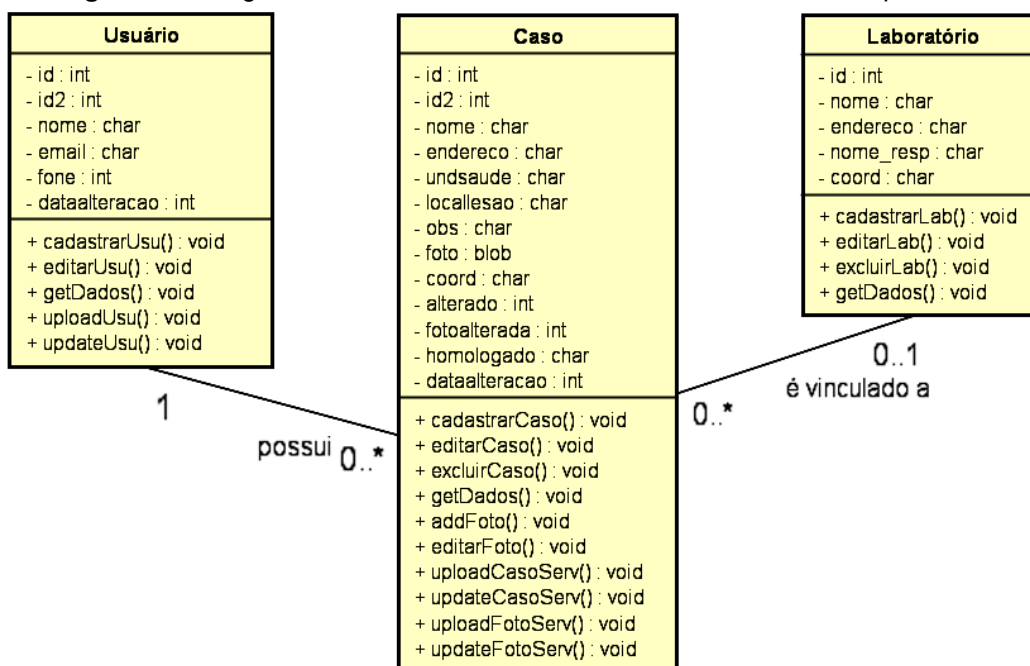 Usuário
- id : int
- id2 : int
- nome : char
- email : char
- fone : int
- dataalteracao : int
+ cadastrarUsu() : void
+ editarUsu() : void
+ getDados() : void
+ uploadUsu() : void
+ updateUsu() : void
Caso
- id : int
- id2 : int
- nome : char
- endereco : char
- undsaude : char
- locallesao : char
- obs : char
- foto : blob
- coord : char
- alterado : int
- fotoalterada : int
- homologado : char
- dataalteracao : int
+ cadastrarCaso() : void
+ editarCaso() : void
+ excluirCaso() : void
+ getDados() : void
+ addFoto() : void
+ editarFoto() : void
+ uploadCasoServ() : void
+ updateCasoServ() : void
+ uploadFotoServ() : void
+ updateFotoServ() : void
Laboratório
- id : int
- nome : char
- endereco : char
- nome_resp : char
- coord : char
+ cadastrarLab() : void
+ editarLab() : void
+ excluirLab() : void
+ getDados() : void
1
possui 0..*
0..1
é vinculado a
0..*